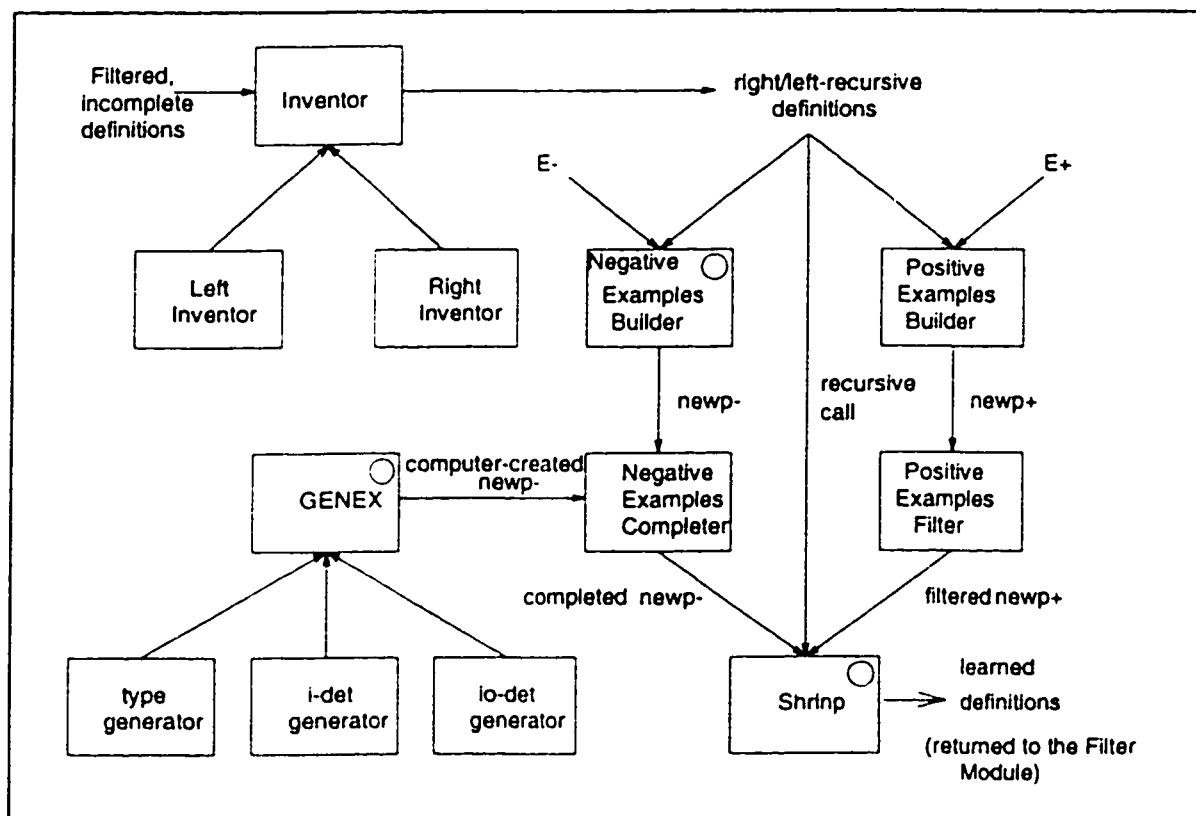 Filtered,
incomplete
definitions
Inventor
right/left-recursive
definitions
E-
E+
Left
Inventor
Right
Inventor
Negative
Examples
Builder
Positive
Examples
Builder
newp-
recursive
call
newp+
GENEX
computer-created
newp-
Negative
Examples
Completer
Positive
Examples
Filter
completed newp-
filtered newp+
type
generator
i-det
generator
io-det
generator
Shrinp
learned
definitions
(returned to the Filter
Module)